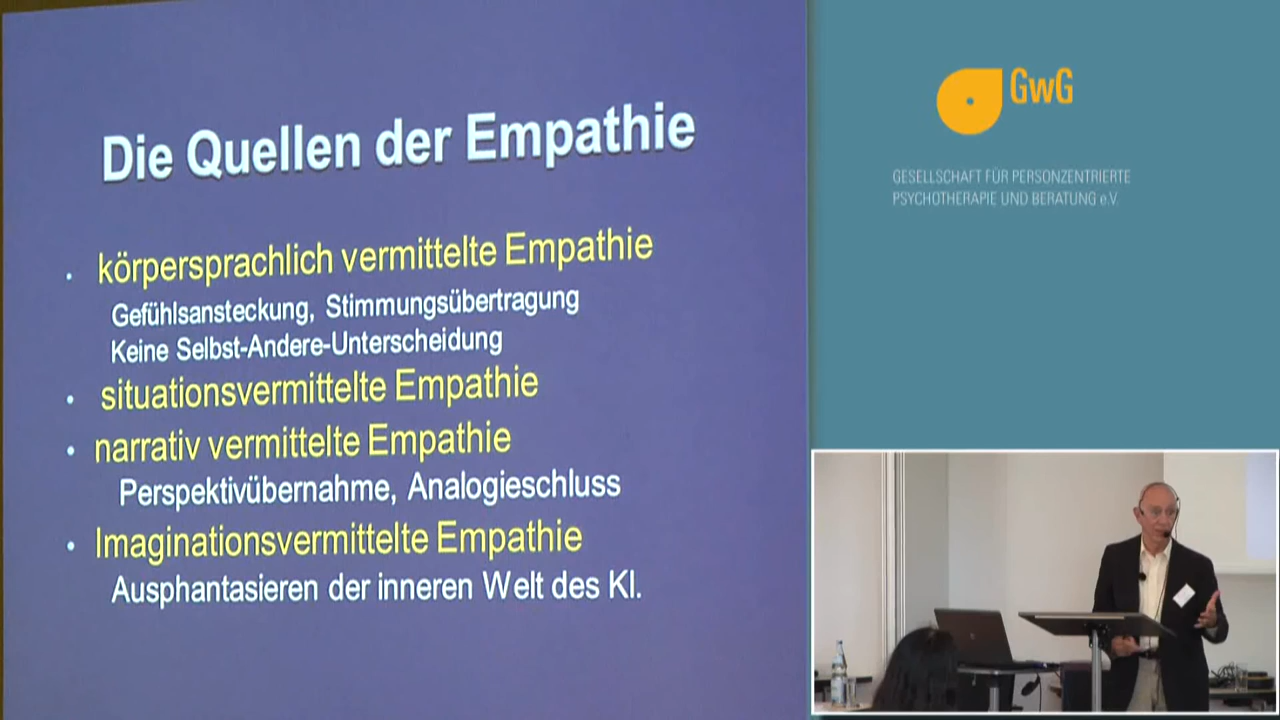 Die Quellen der Empathie
• körpersprachlich vermittelte Empathie
Gefühlsansteckung, Stimmungsübertragung
Keine Selbst-Andere-Unterscheidung
• situationsvermittelte Empathie
• narrativ vermittelte Empathie
Perspektivübernahme, Analogieschluss
• Imaginationsvermittelte Empathie
Ausphantasieren der inneren Welt des Kl.
GwG
GESELLSCHAFT FÜR PERSONZENTRIERTE
PSYCHOTHERAPIE UND BERATUNG e.V.